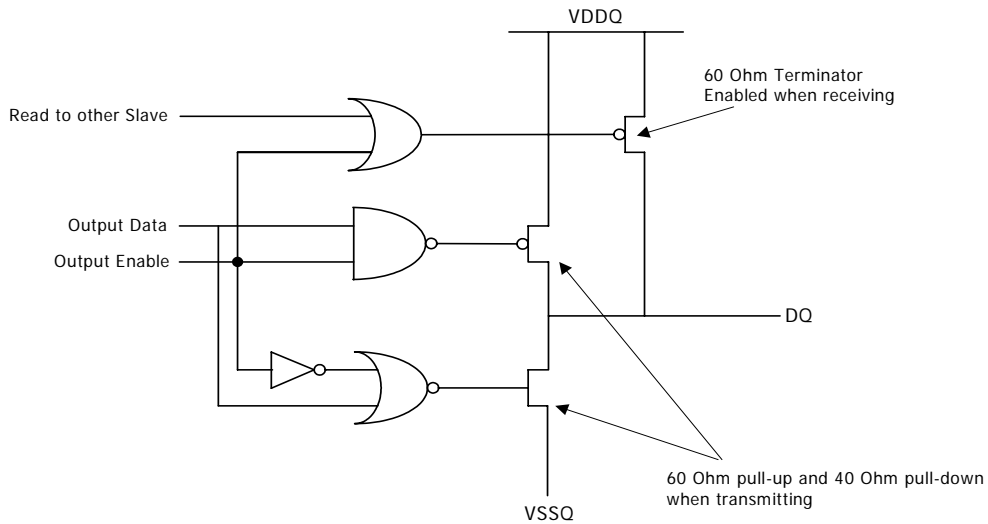 VDDQ
60 Ohm Terminator
Enabled when receiving
Read to other Slave
Output Data
Output Enable
DQ
60 Ohm pull-up and 40 Ohm pull-down
when transmitting
VSSQ